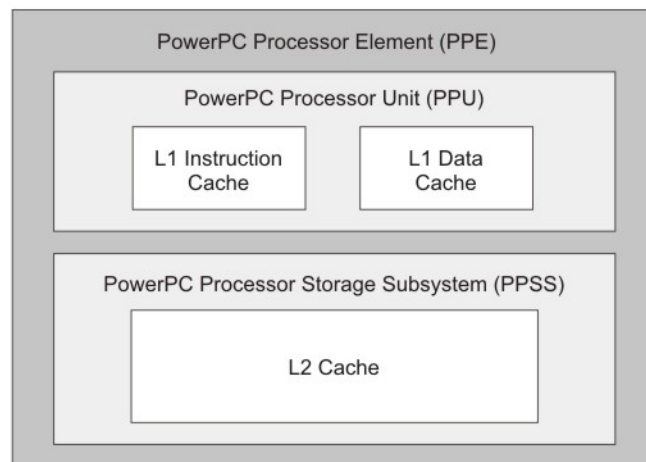 PowerPC Processor Element (PPE)
PowerPC Processor Unit (PPU)
L1 Instruction
Cache
L1 Data
Cache
PowerPC Processor Storage Subsystem (PPSS)
L2 Cache